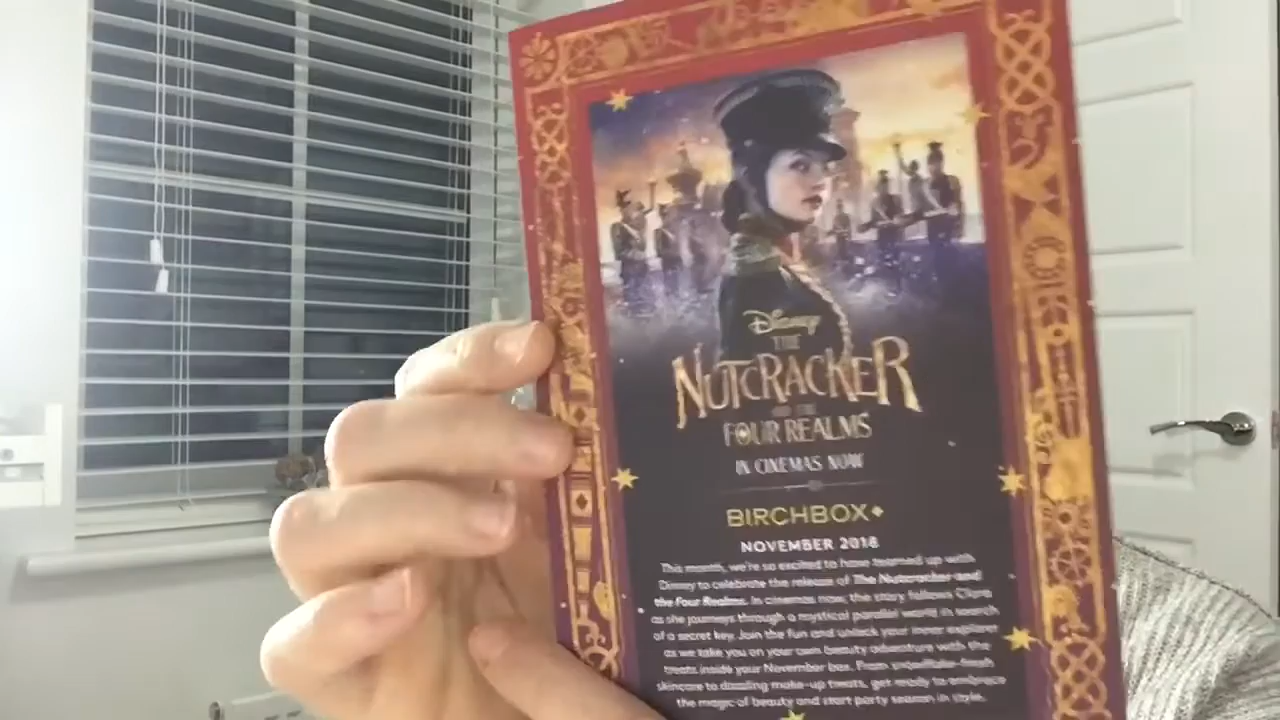 Disney
THE
NUTCRACKER
AND THE
FOUR REALMS
IN CINEMAS NOW
BIRCHBOX
NOVEMBER 2018
This month, we're so excited to have teamed up with
Disney to celebrate the release of The Nutcracker and
the Four Realms. In cinemas now, the story follows Clara
as she journeys through a mystical parallel world in search
of a secret key. Join the fun and unlock your inner explorer
as we take you on your own beauty adventure with the
treats inside your November box. From snowflake-fresh
skincare to dazzling make-up treats, get ready to embrace
the magic of beauty and start party season in style.